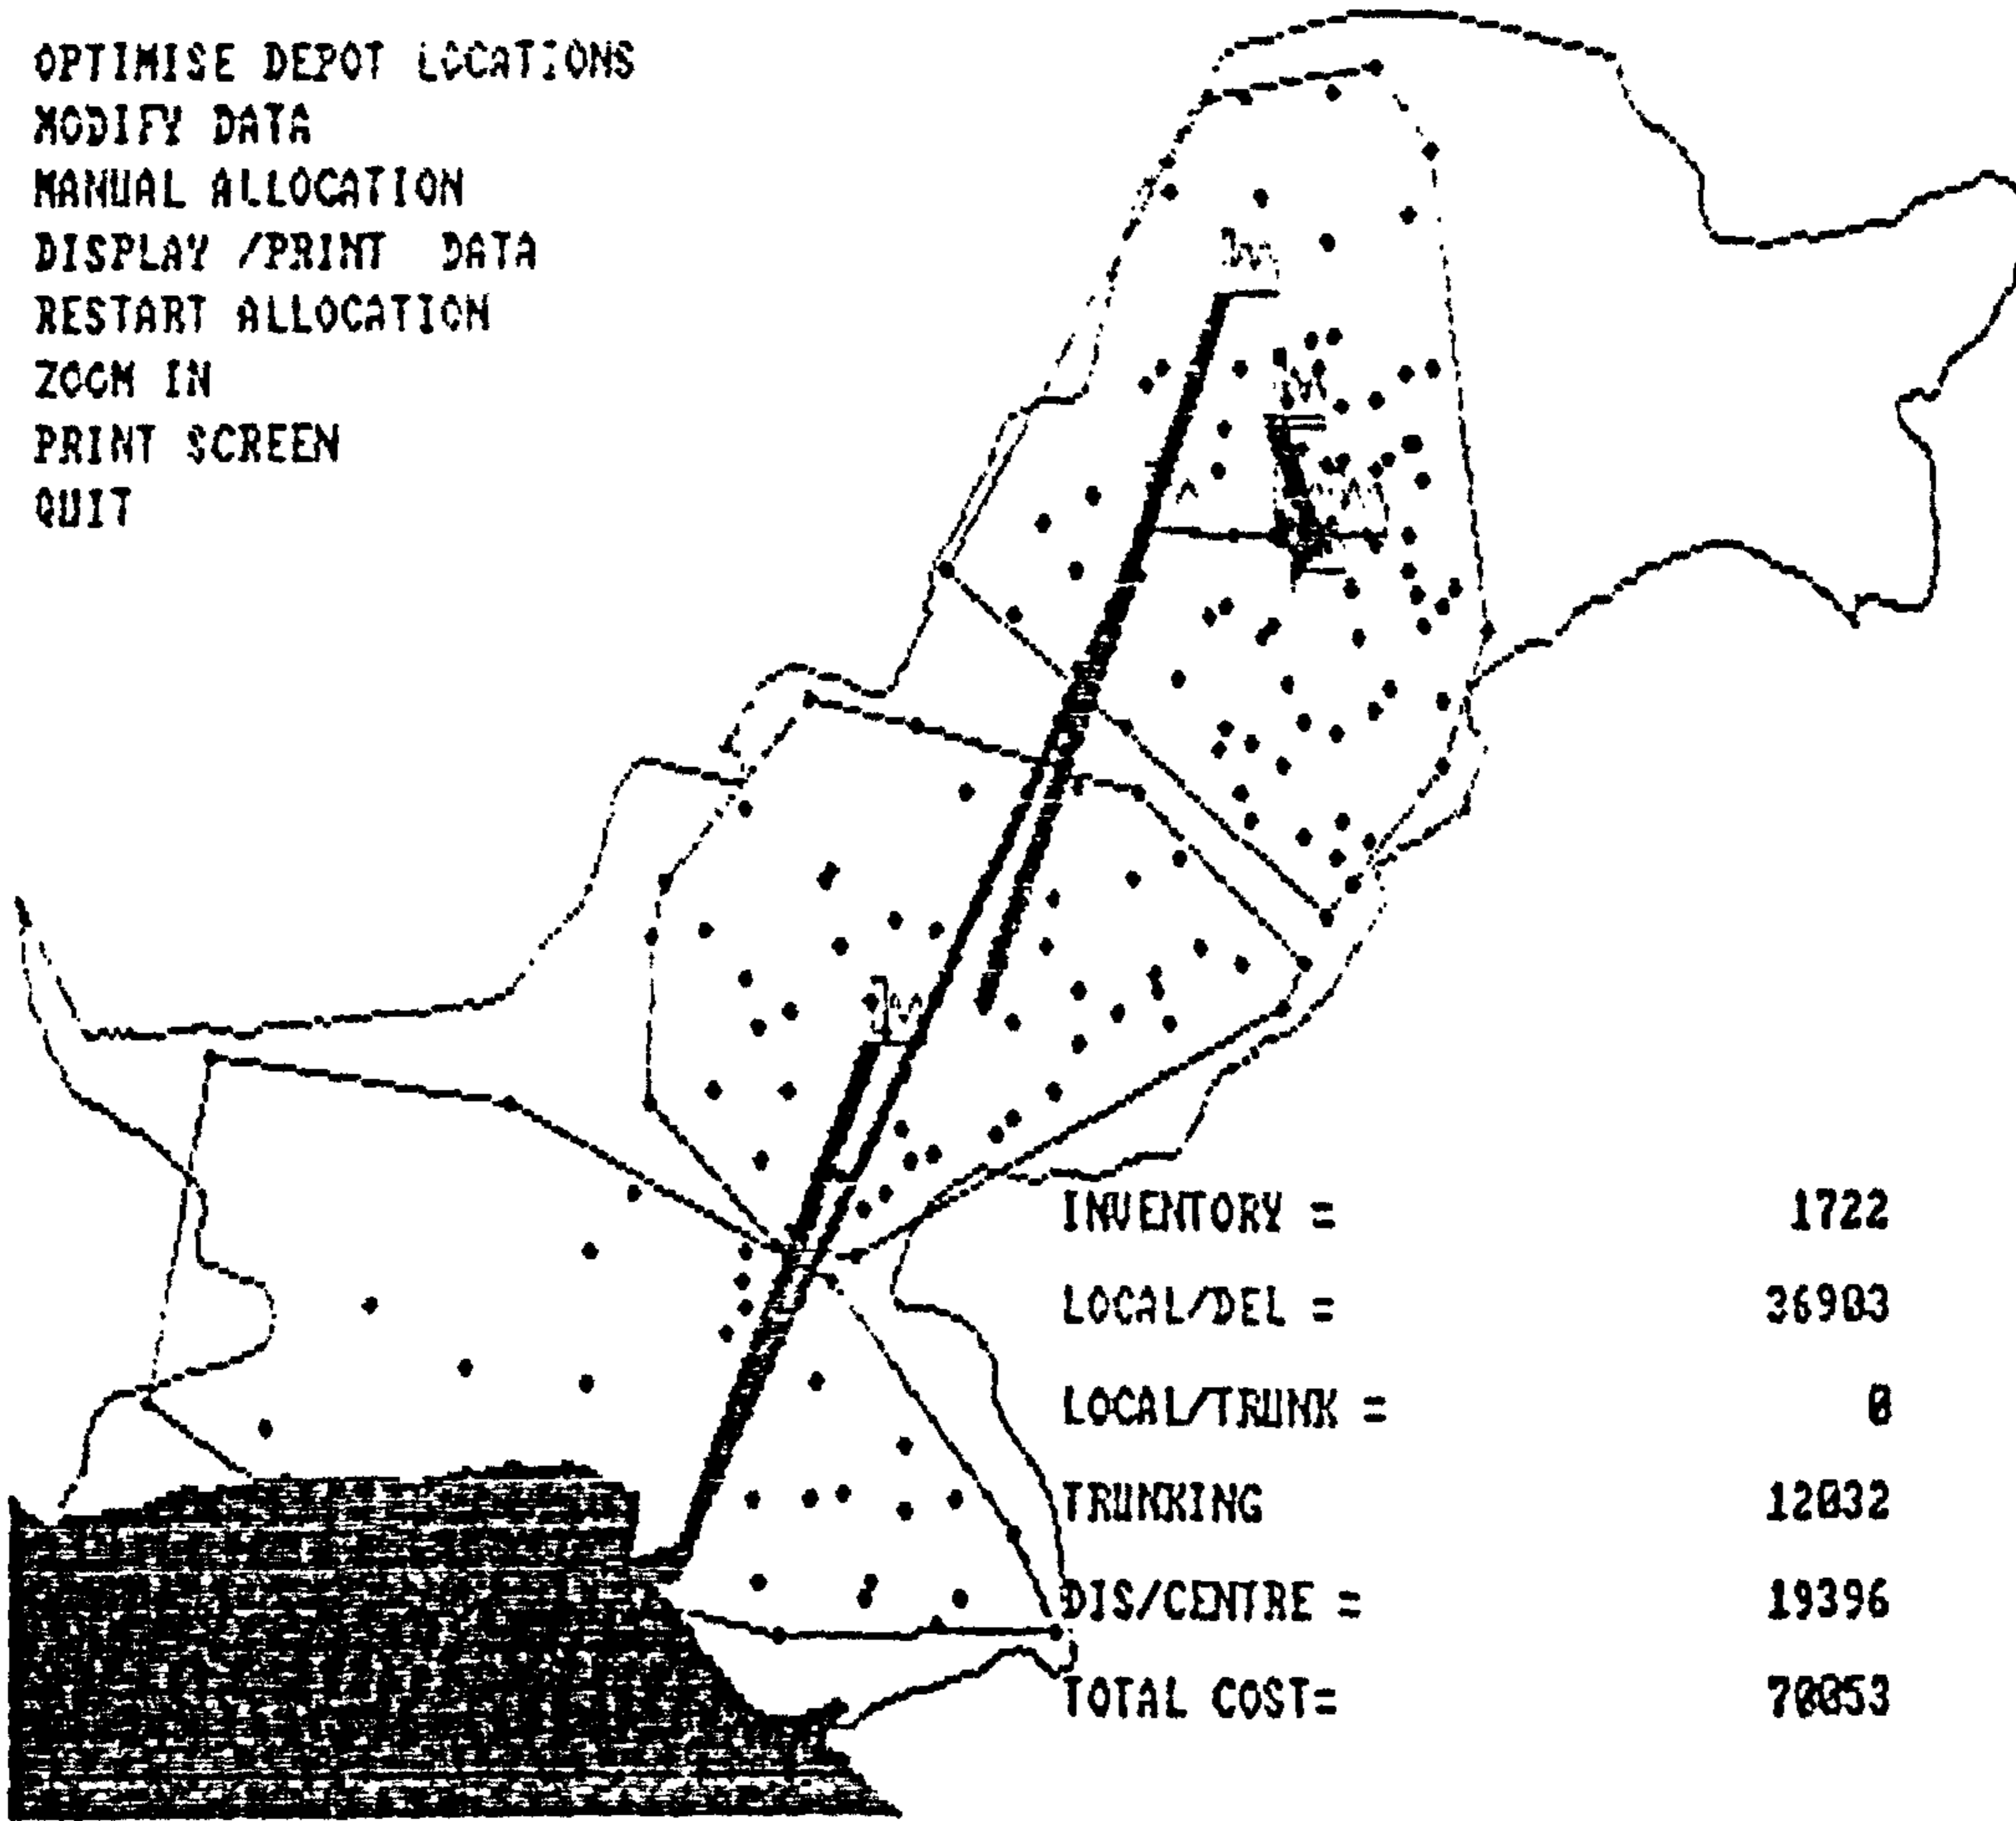 OPTIMISE DEPOT LOCATIONS
MODIFY DATA
MANUAL ALLOCATION
DISPLAY /PRINT DATA
RESTART ALLOCATION
ZOOM IN
PRINT SCREEN
QUIT
INVENTORY = 1722
LOCAL/DEL = 36903
LOCAL/TRUNK = 0
TRUNKING 12032
DIS/CENTRE = 19396
TOTAL COST= 70053